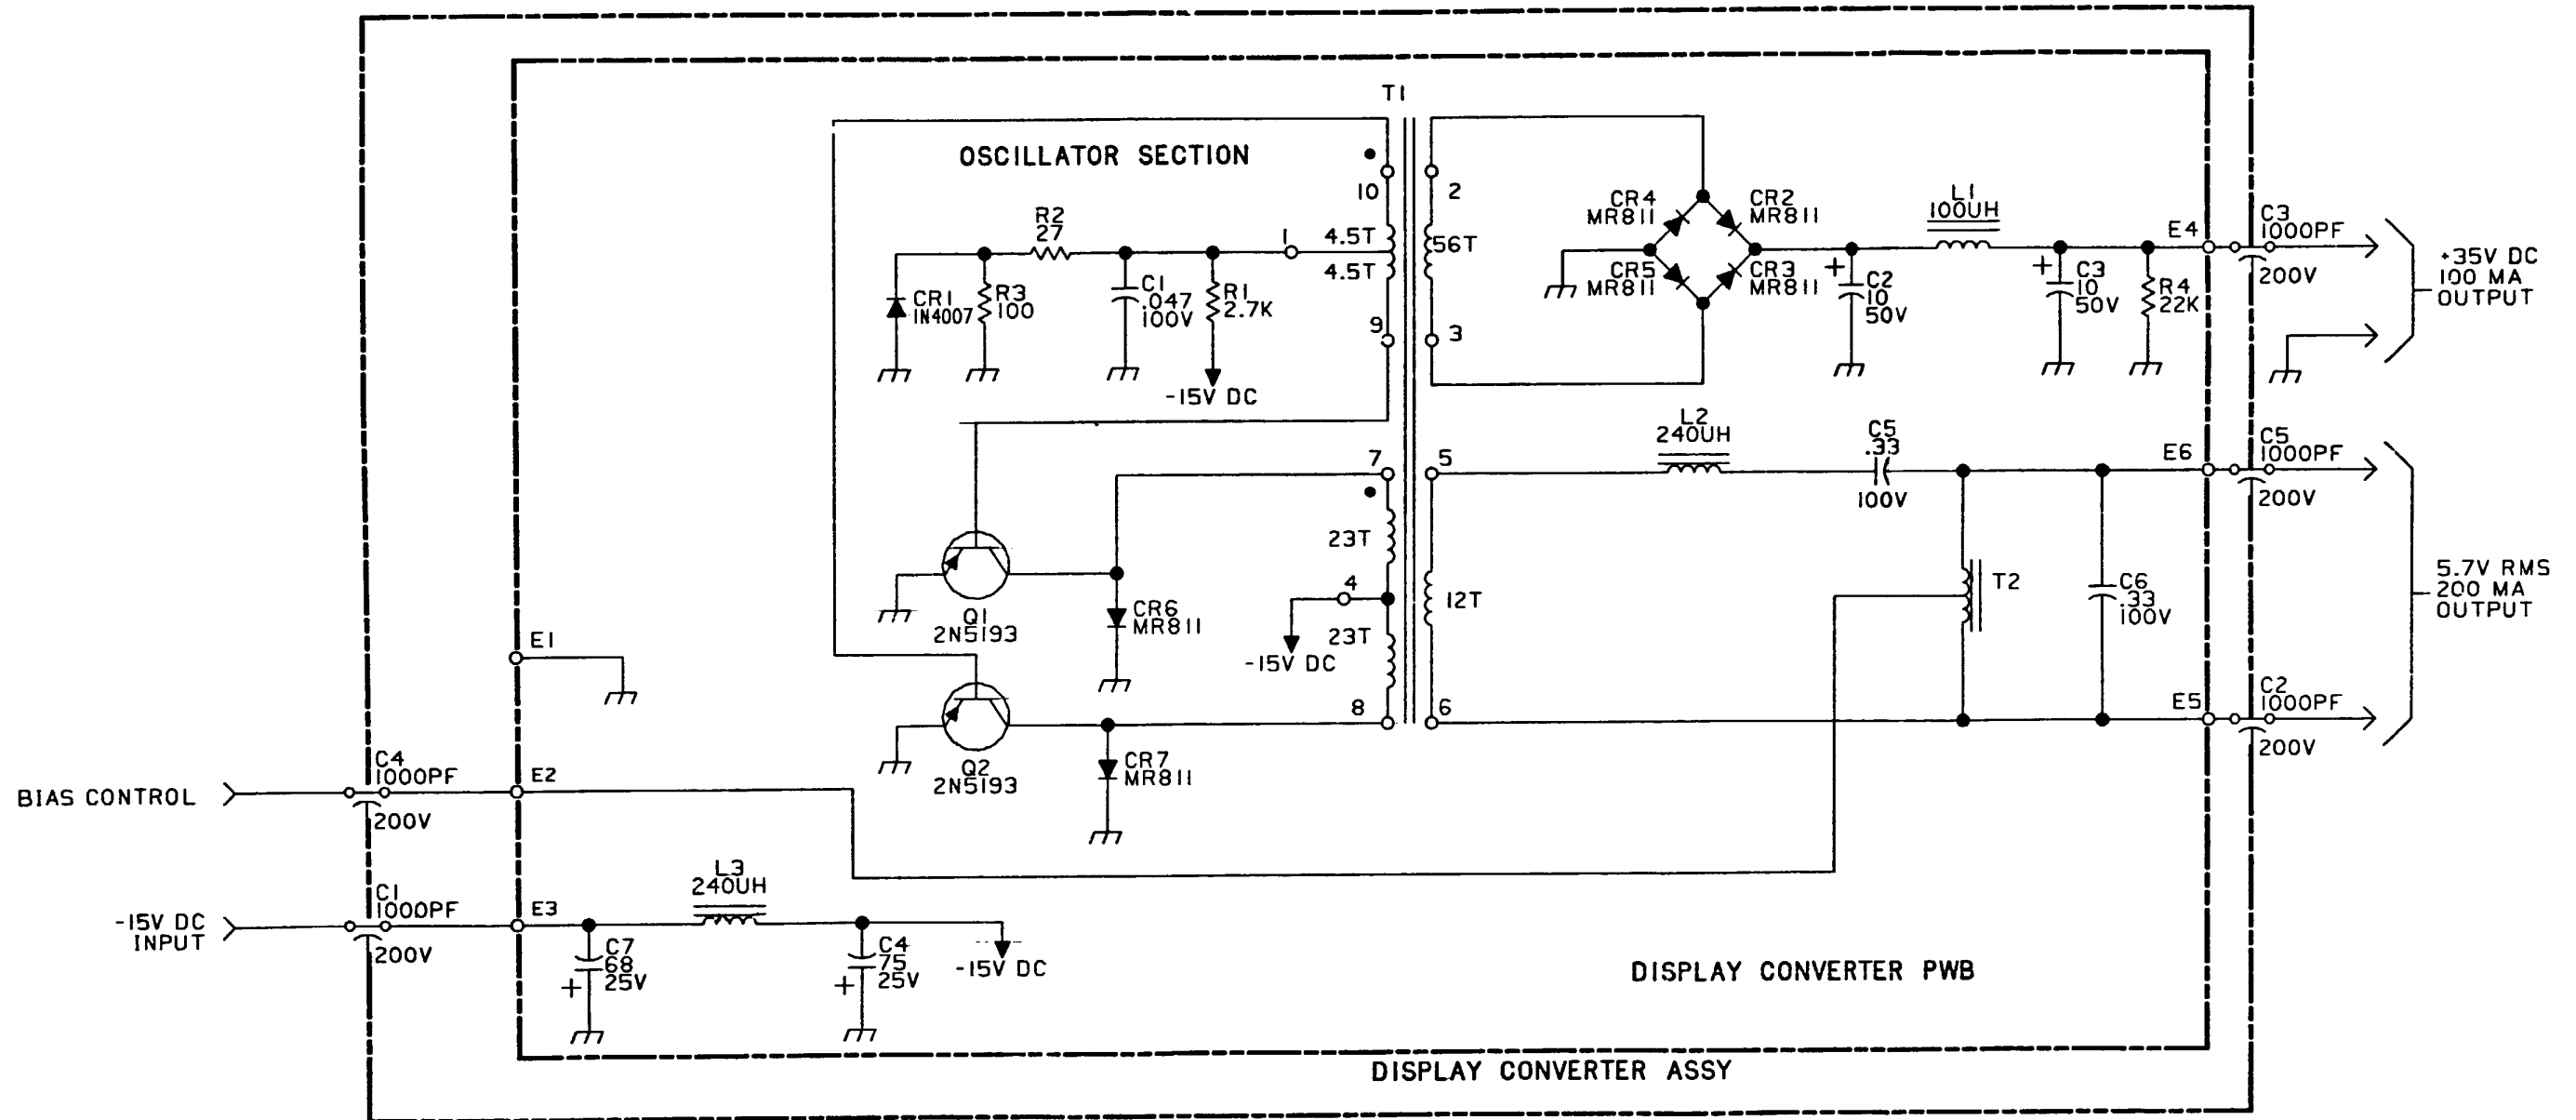 T1
OSCILLATOR SECTION
10
2
R2
27
1
4.5T
4.5T
56T
CR1
IN4007
R3
100
C1
.047
100V
R1
2.7K
-15V DC
9
3
CR4
MR811
CR2
MR811
CR5
MR811
CR3
MR811
L1
100UH
C2
10
50V
+
C3
10
50V
+
R4
22K
E4
C3
1000PF
200V
+35V DC
100 MA
OUTPUT
7
5
L2
240UH
C5
.33
100V
E6
C5
1000PF
200V
23T
4
23T
-15V DC
12T
T2
C6
.33
100V
5.7V RMS
200 MA
OUTPUT
Q1
2N5193
CR6
MR811
E1
8
6
E5
C2
1000PF
200V
Q2
2N5193
CR7
MR811
BIAS CONTROL
C4
1000PF
200V
E2
-15V DC
INPUT
C1
1000PF
200V
E3
L3
240UH
C7
68
25V
+
C4
75
25V
+
-15V DC
DISPLAY CONVERTER PWB
DISPLAY CONVERTER ASSY